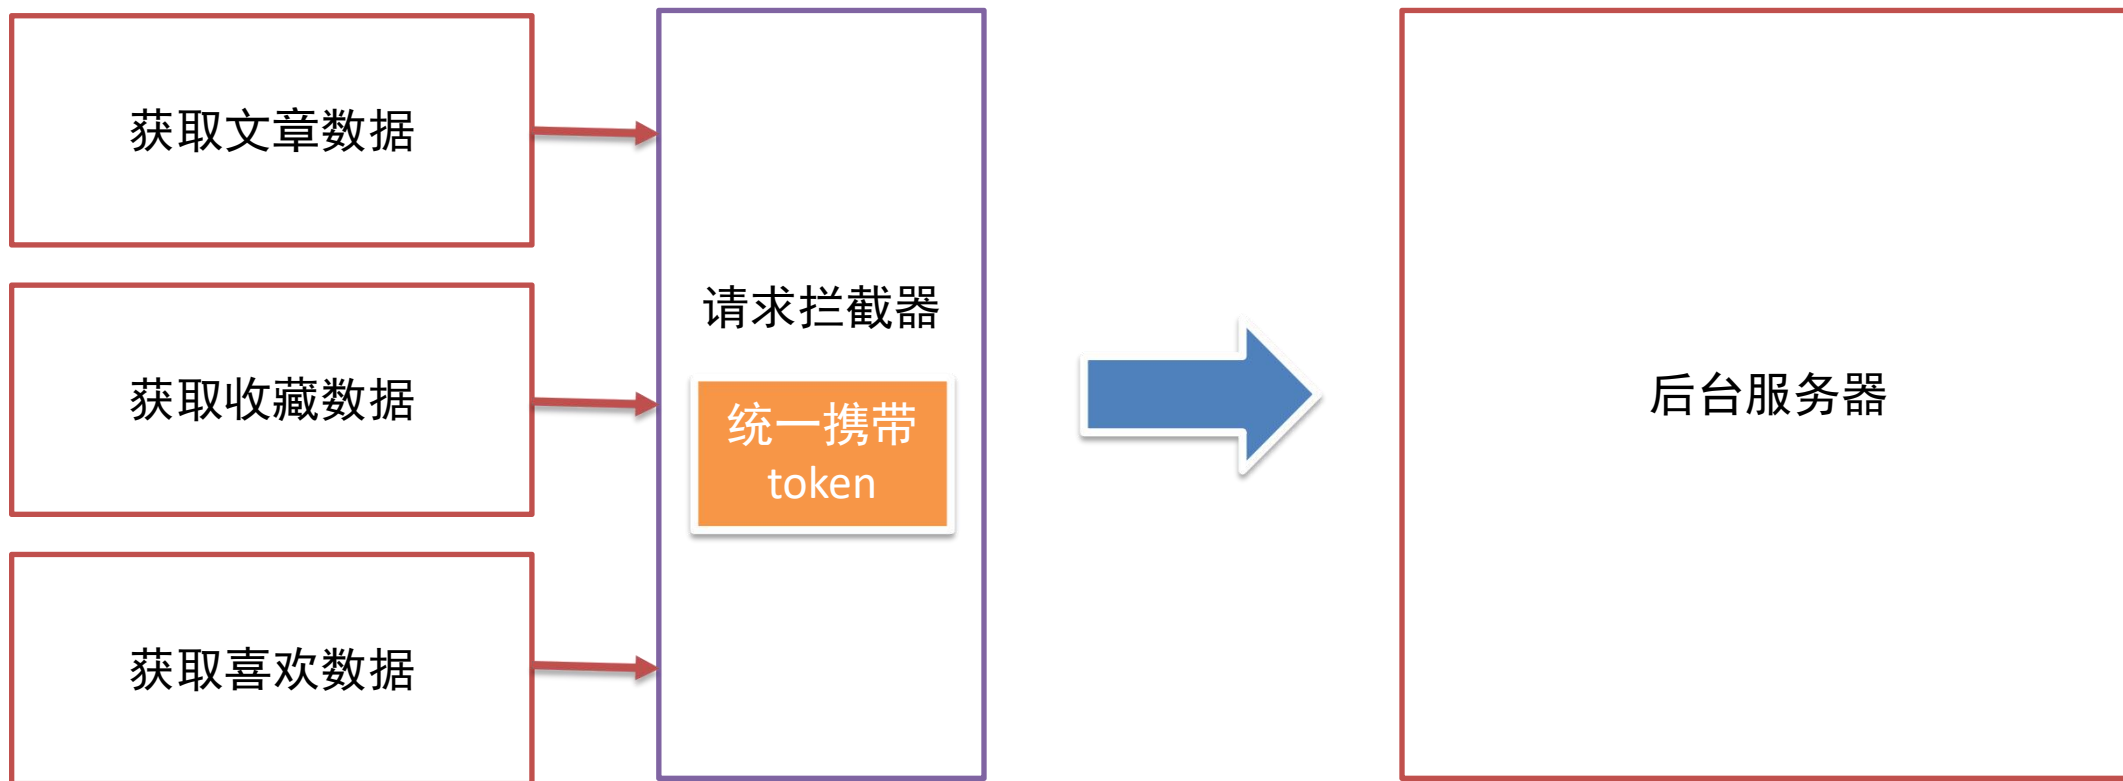 获取文章数据
获取收藏数据
获取喜欢数据
请求拦截器
统一携带
token
后台服务器